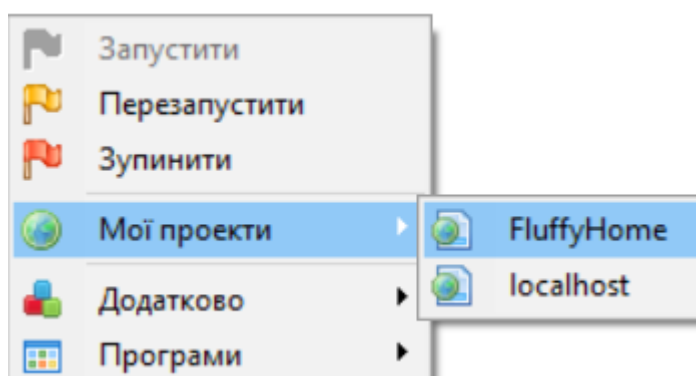 Запустити
Перезапустити
Зупинити
Мої проекти
FluffyHome
localhost
Додатково
Програми